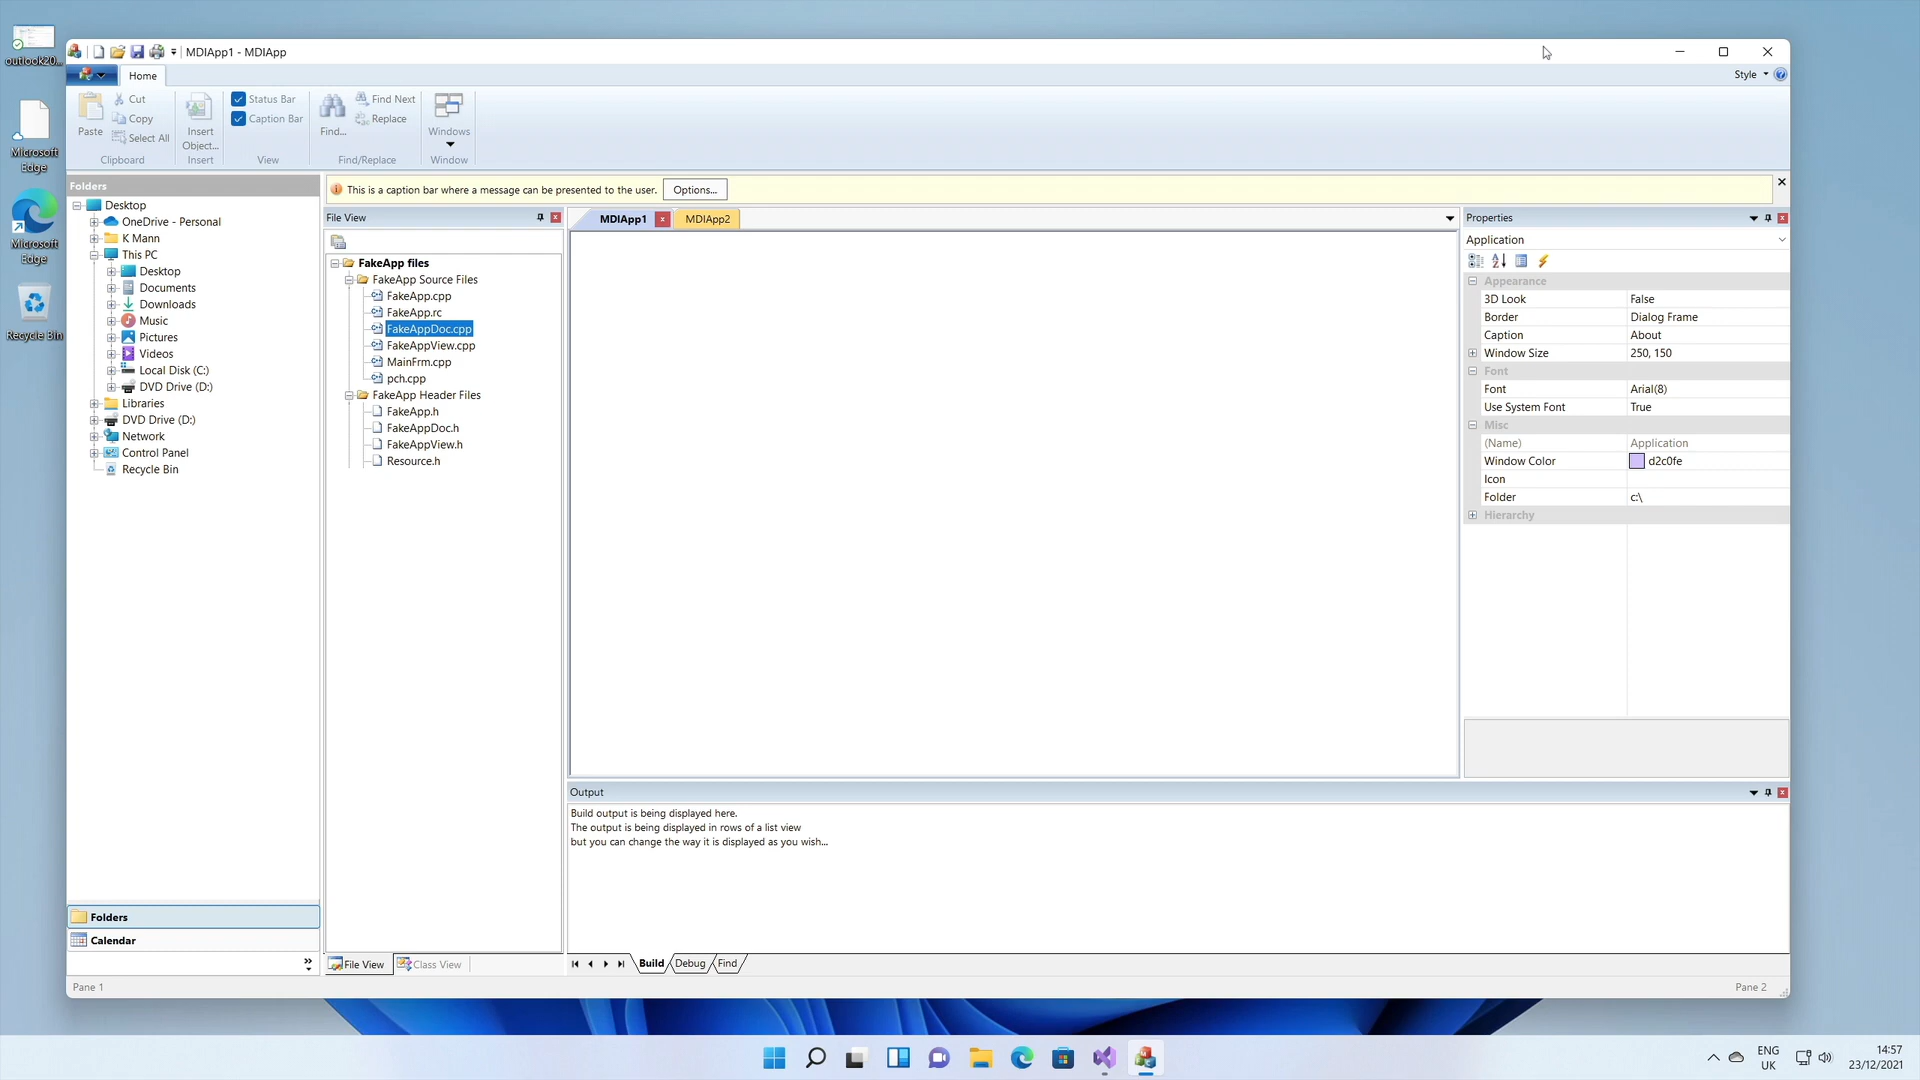 outlook20...
Microsoft
Edge
Microsoft
Edge
Recycle Bin
MDIApp1 - MDIApp
Home
Style
Paste
Cut
Copy
Select All
Clipboard
Insert
Object...
Insert
Status Bar
Caption Bar
View
Find...
Find Next
Replace
Find/Replace
Windows
Window
Folders
Desktop
OneDrive - Personal
K Mann
This PC
Desktop
Documents
Downloads
Music
Pictures
Videos
Local Disk (C:)
DVD Drive (D:)
Libraries
DVD Drive (D:)
Network
Control Panel
Recycle Bin
Folders
Calendar
This is a caption bar where a message can be presented to the user.
Options...
File View
FakeApp files
FakeApp Source Files
FakeApp.cpp
FakeApp.rc
FakeAppDoc.cpp
FakeAppView.cpp
MainFrm.cpp
pch.cpp
FakeApp Header Files
FakeApp.h
FakeAppDoc.h
FakeAppView.h
Resource.h
File View
Class View
MDIApp1
MDIApp2
Properties
Application
Appearance
3D Look False
Border Dialog Frame
Caption About
Window Size 250, 150
Font
Font Arial(8)
Use System Font True
Misc
(Name) Application
Window Color d2c0fe
Icon
Folder c:\
Hierarchy
Output
Build output is being displayed here.
The output is being displayed in rows of a list view
but you can change the way it is displayed as you wish...
Build
Debug
Find
Pane 1
Pane 2
ENG
UK
14:57
23/12/2021